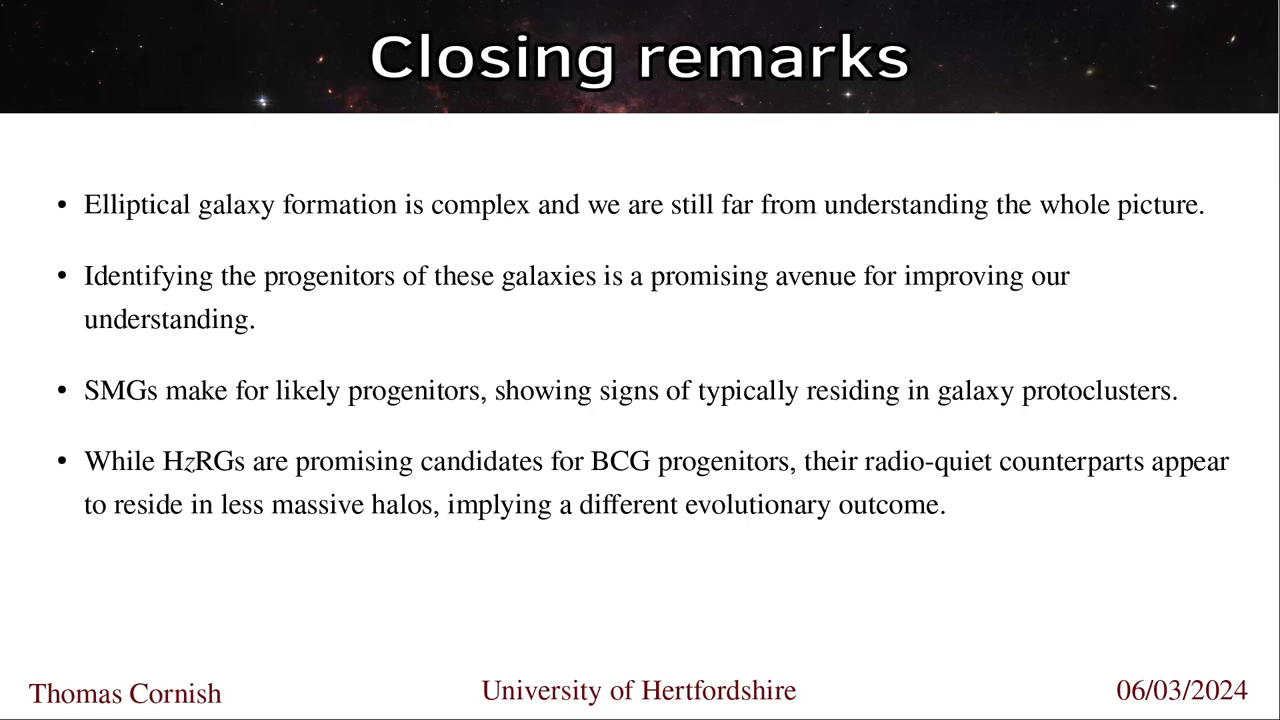 Closing remarks
• Elliptical galaxy formation is complex and we are still far from understanding the whole picture.
• Identifying the progenitors of these galaxies is a promising avenue for improving our
understanding.
• SMGs make for likely progenitors, showing signs of typically residing in galaxy protoclusters.
• While HzRGs are promising candidates for BCG progenitors, their radio-quiet counterparts appear
to reside in less massive halos, implying a different evolutionary outcome.
Thomas Cornish
University of Hertfordshire
06/03/2024